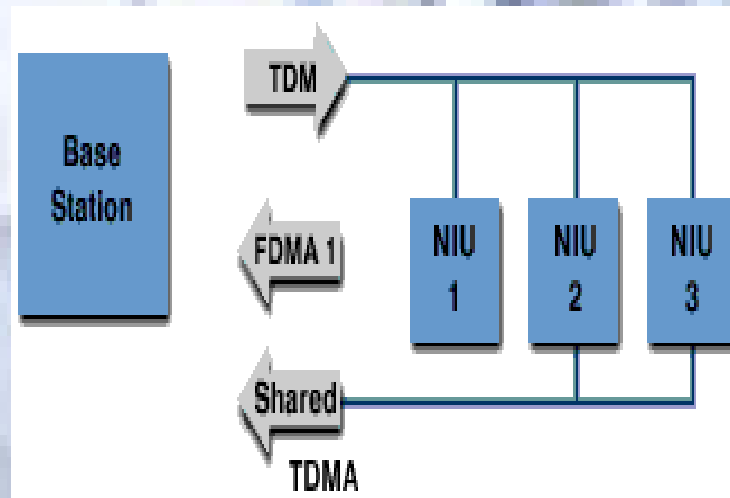 Base
Station
TDM
FDMA 1
Shared
TDMA
NIU
1
NIU
2
NIU
3